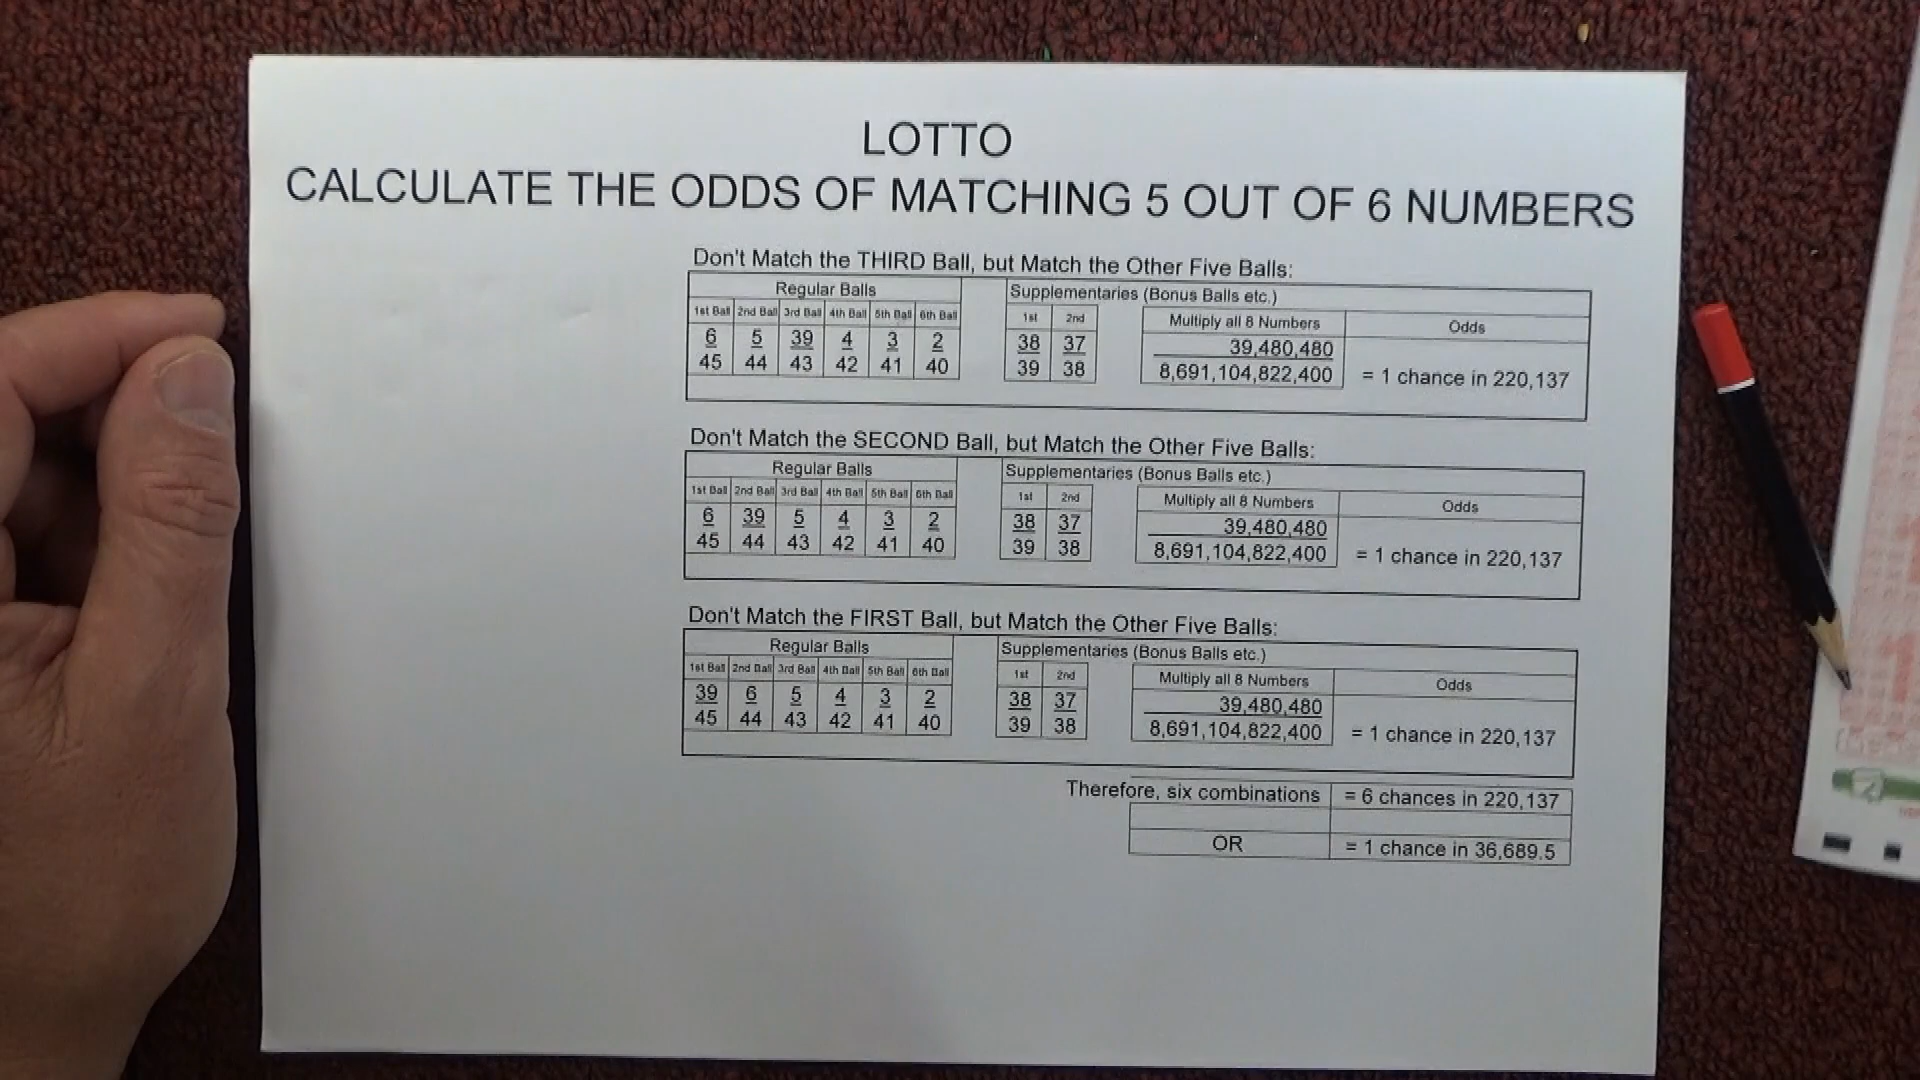 LOTTO
CALCULATE THE ODDS OF MATCHING 5 OUT OF 6 NUMBERS
Don't Match the THIRD Ball, but Match the Other Five Balls:
Regular Balls Supplementaries (Bonus Balls etc.)
1st Ball 2nd Ball 3rd Ball 4th Ball 5th Ball 6th Ball 1st 2nd Multiply all 8 Numbers Odds
6 5 39 4 3 2 38 37 39,480,480
45 44 43 42 41 40 39 38 8,691,104,822,400 = 1 chance in 220,137
Don't Match the SECOND Ball, but Match the Other Five Balls:
Regular Balls Supplementaries (Bonus Balls etc.)
1st Ball 2nd Ball 3rd Ball 4th Ball 5th Ball 6th Ball 1st 2nd Multiply all 8 Numbers Odds
6 39 5 4 3 2 38 37 39,480,480
45 44 43 42 41 40 39 38 8,691,104,822,400 = 1 chance in 220,137
Don't Match the FIRST Ball, but Match the Other Five Balls:
Regular Balls Supplementaries (Bonus Balls etc.)
1st Ball 2nd Ball 3rd Ball 4th Ball 5th Ball 6th Ball 1st 2nd Multiply all 8 Numbers Odds
39 6 5 4 3 2 38 37 39,480,480
45 44 43 42 41 40 39 38 8,691,104,822,400 = 1 chance in 220,137
Therefore, six combinations = 6 chances in 220,137
OR = 1 chance in 36,689.5